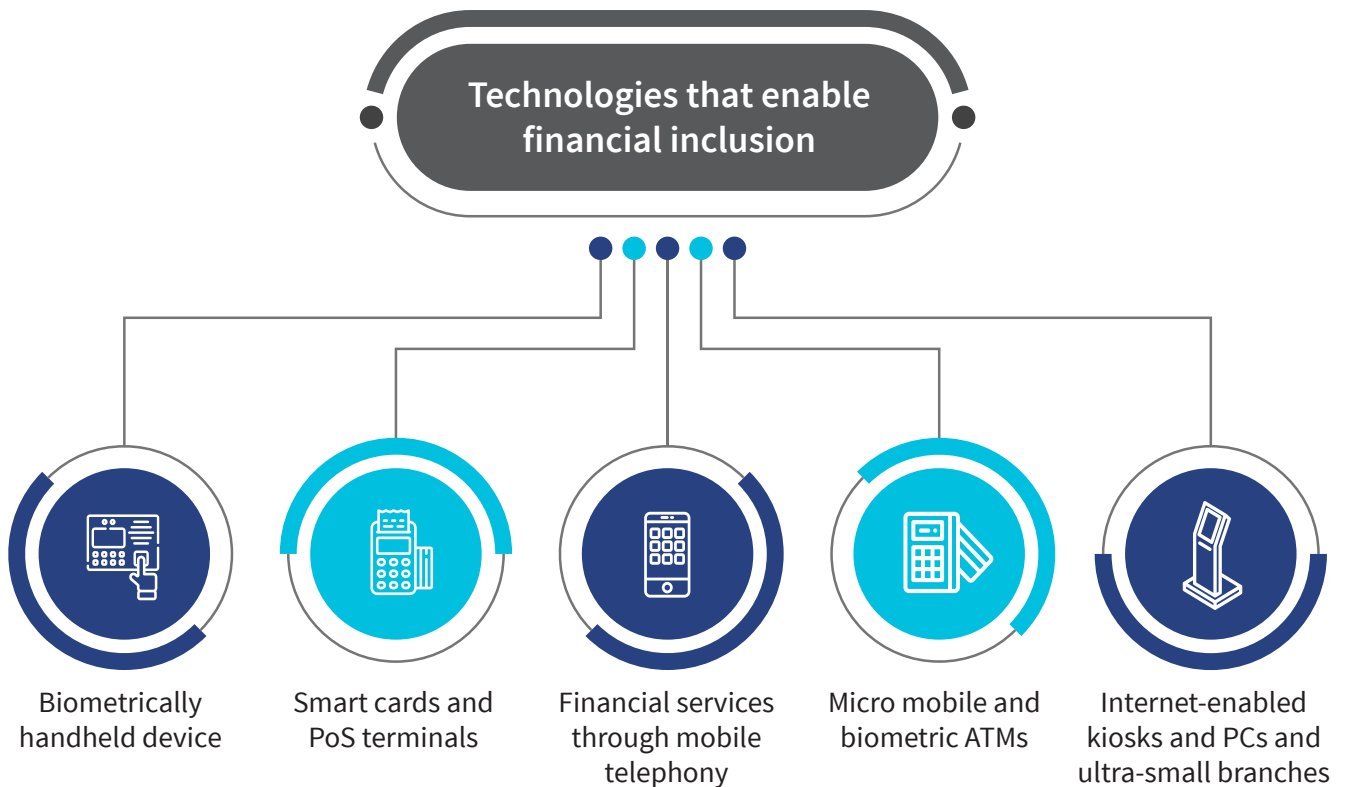 Technologies that enable
financial inclusion
Biometrically
handheld device
Smart cards and
PoS terminals
Financial services
through mobile
telephony
Micro mobile and
biometric ATMs
Internet-enabled
kiosks and PCs and
ultra-small branches